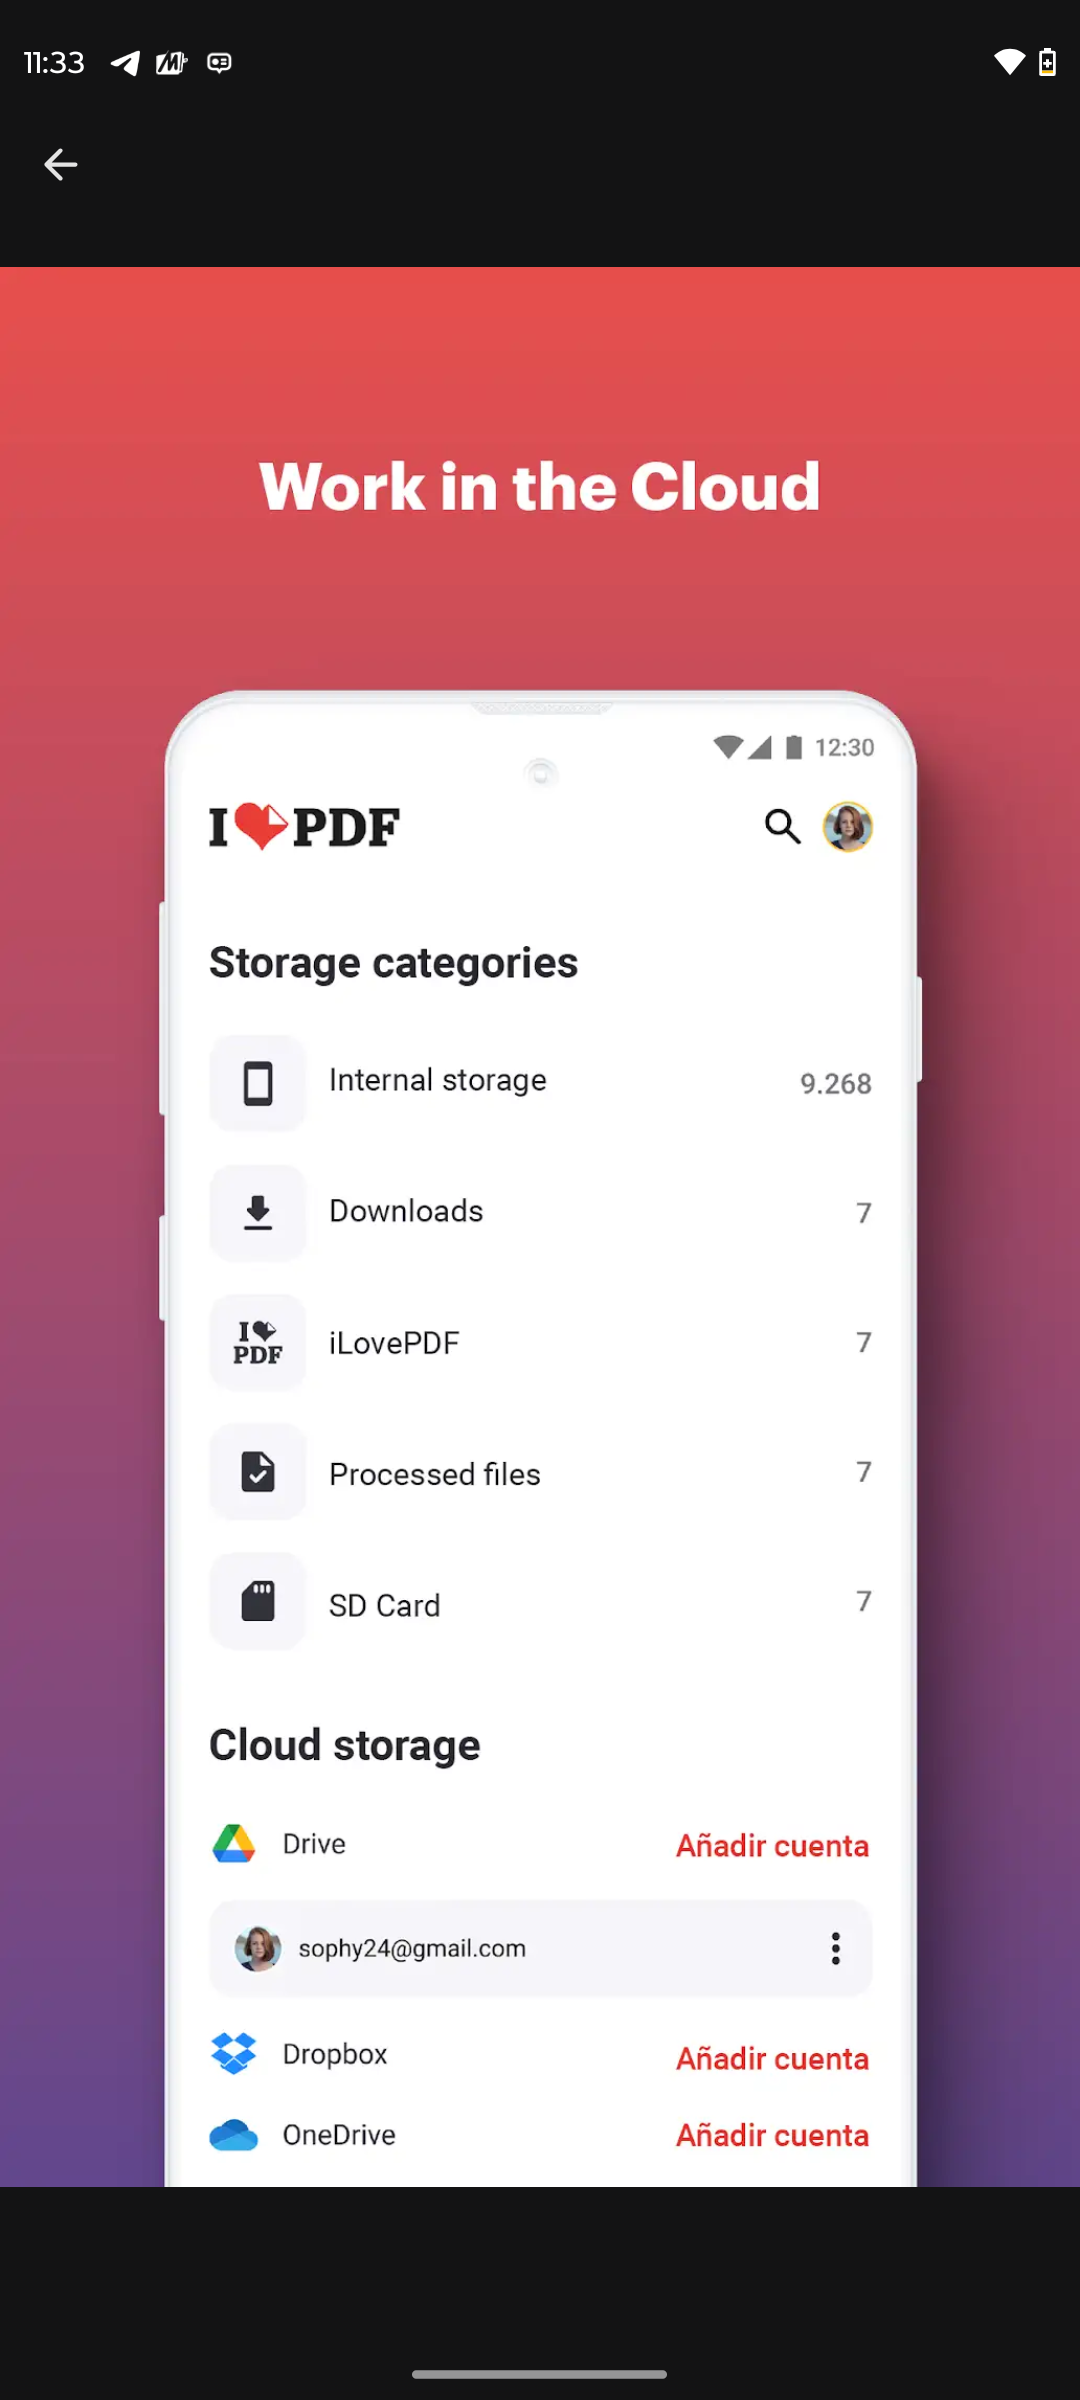 11:33
Work in the Cloud
12:30
I PDF
Storage categories
Internal storage 9.268
Downloads 7
I PDF iLovePDF 7
Processed files 7
SD Card 7
Cloud storage
Drive Añadir cuenta
sophy24@gmail.com
Dropbox Añadir cuenta
OneDrive Añadir cuenta